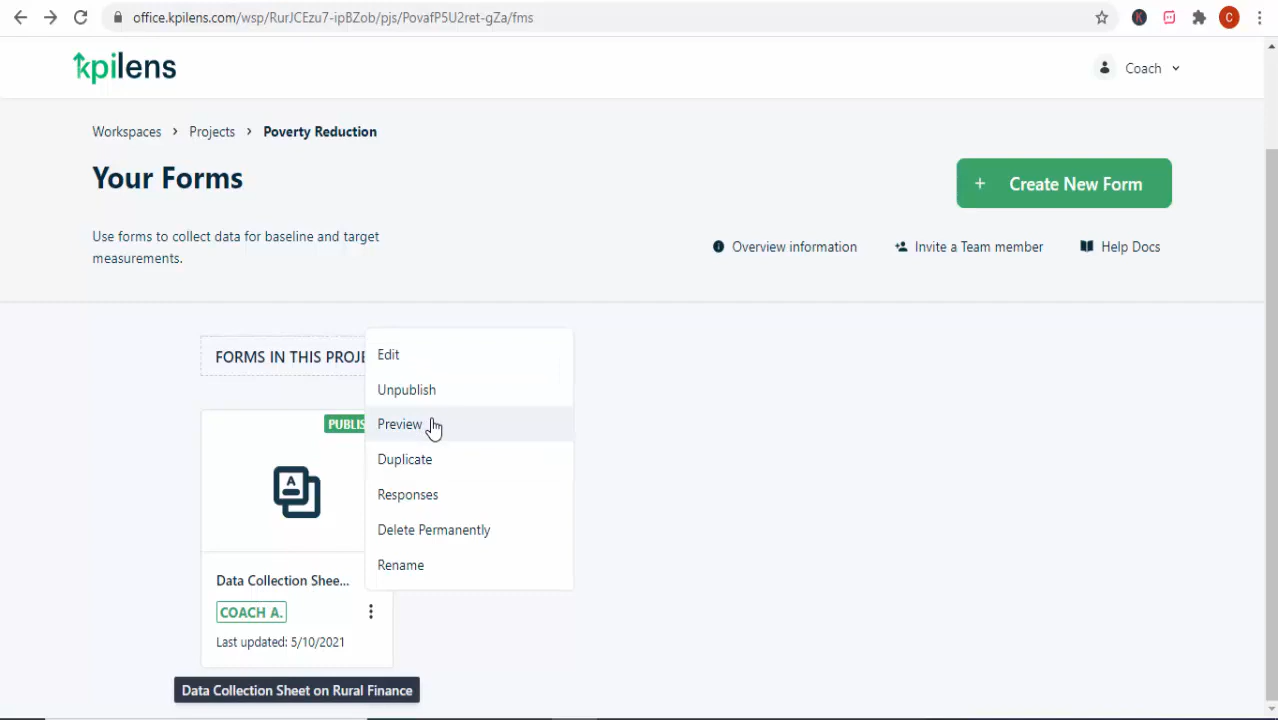 office.kpilens.com/wsp/RurJCEzu7-ipBZob/pjs/PovafP5U2ret-gZa/fms
K
C
kpilens
Coach
Workspaces > Projects > Poverty Reduction
Your Forms
+ Create New Form
Use forms to collect data for baseline and target
measurements.
Overview information
Invite a Team member
Help Docs
FORMS IN THIS PROJE
Edit
Unpublish
PUBLIS
Preview
Duplicate
A
Responses
Delete Permanently
Rename
Data Collection Shee...
COACH A.
Last updated: 5/10/2021
Data Collection Sheet on Rural Finance